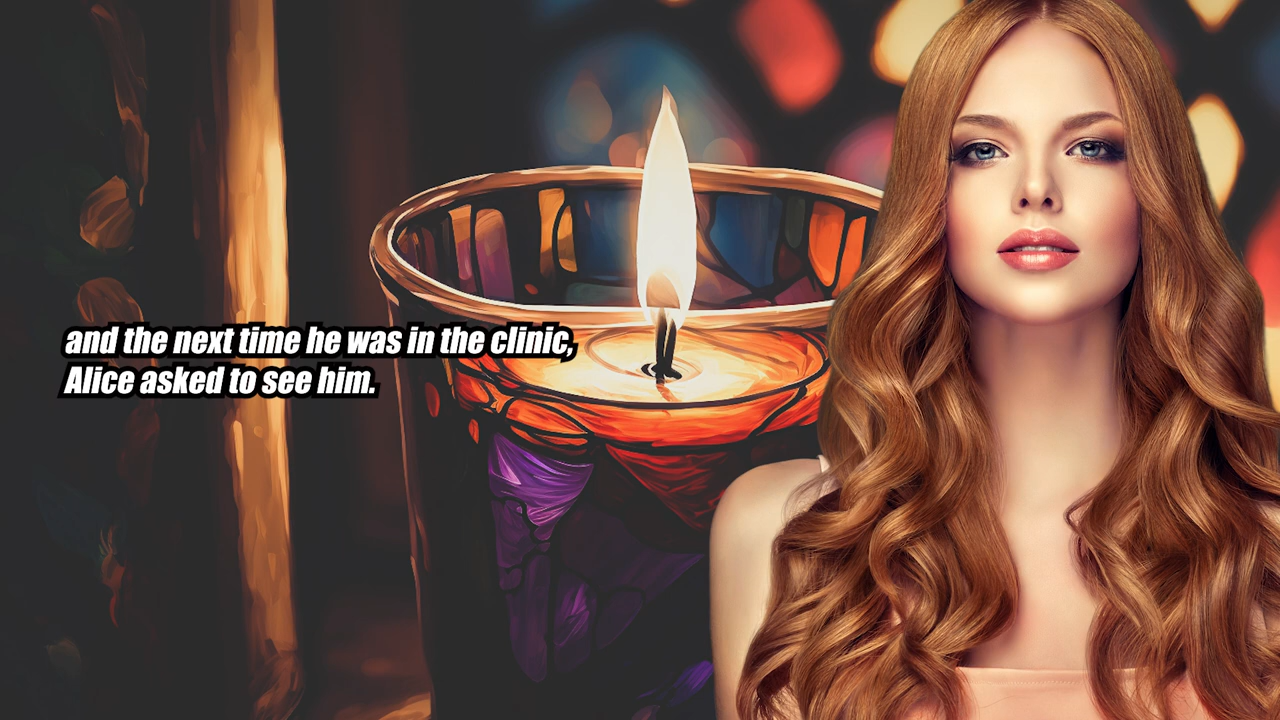 and the next time he was in the clinic,
Alice asked to see him.